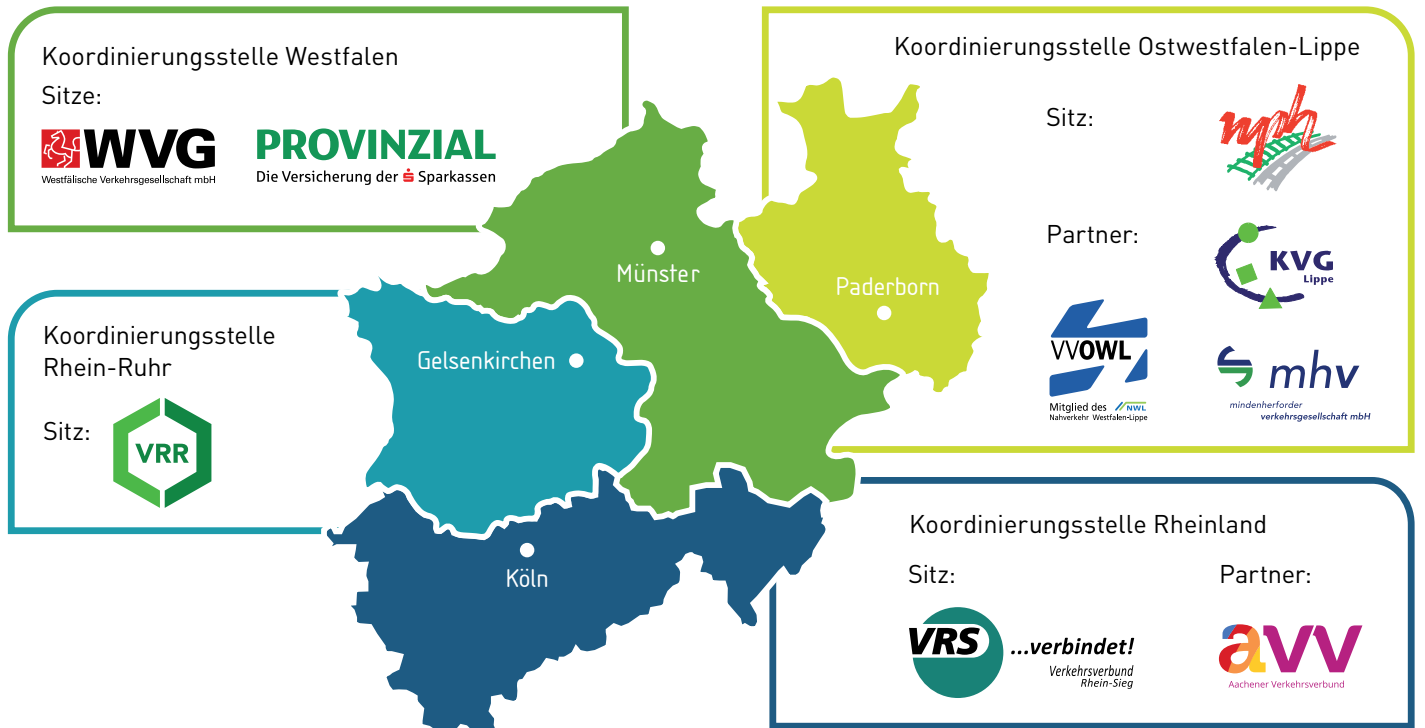 Koordinierungsstelle Westfalen
Sitze:
WVG
Westfälische Verkehrsgesellschaft mbH
PROVINZIAL
Die Versicherung der Sparkassen
Koordinierungsstelle Ostwestfalen-Lippe
Sitz:
mph
Partner:
KVG
Lippe
VVOWL
Mitglied des NWL
Nahverkehr Westfalen-Lippe
mhv
mindenherforder
verkehrsgesellschaft mbH
Münster
Paderborn
Gelsenkirchen
Köln
Koordinierungsstelle
Rhein-Ruhr
Sitz:
VRR
Koordinierungsstelle Rheinland
Sitz:
VRS
...verbindet!
Verkehrsverbund
Rhein-Sieg
Partner:
avv
Aachener Verkehrsverbund